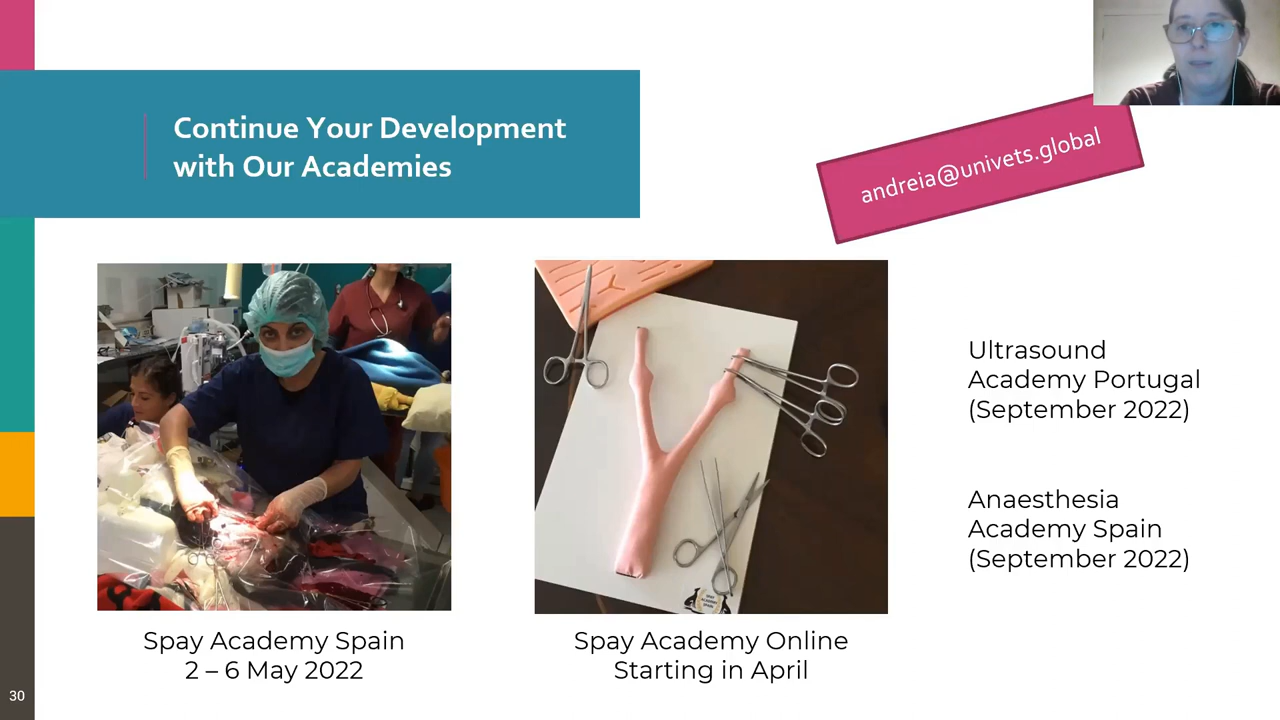 Continue Your Development
with Our Academies
andreia@univets.global
Ultrasound
Academy Portugal
(September 2022)
Anaesthesia
Academy Spain
(September 2022)
Spay Academy Spain
2 – 6 May 2022
Spay Academy Online
Starting in April
30